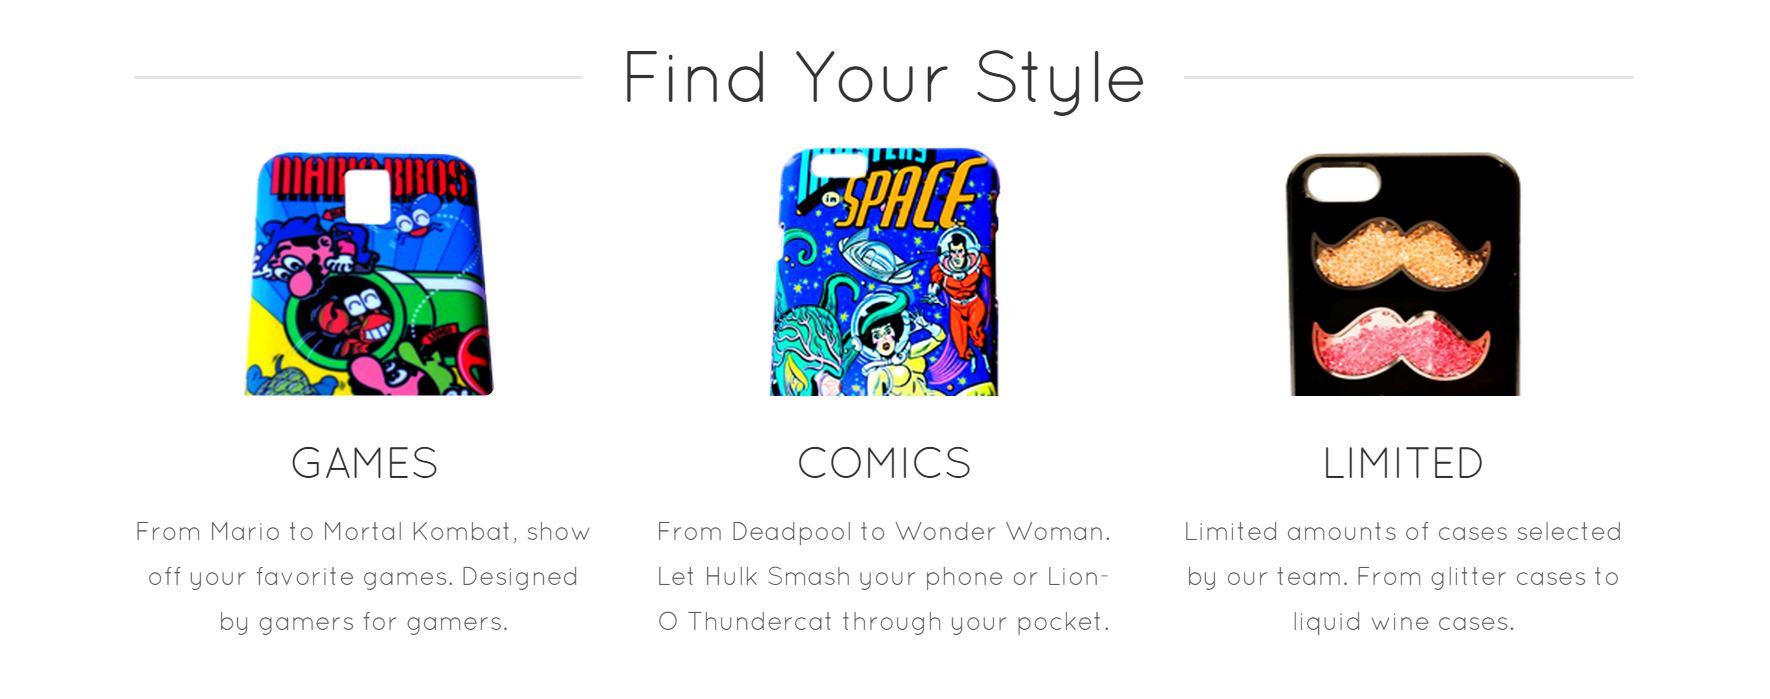 Find Your Style
MARIO BROS
in SPACE
GAMES
COMICS
LIMITED
From Mario to Mortal Kombat, show
off your favorite games. Designed
by gamers for gamers.
From Deadpool to Wonder Woman.
Let Hulk Smash your phone or Lion-
O Thundercat through your pocket.
Limited amounts of cases selected
by our team. From glitter cases to
liquid wine cases.